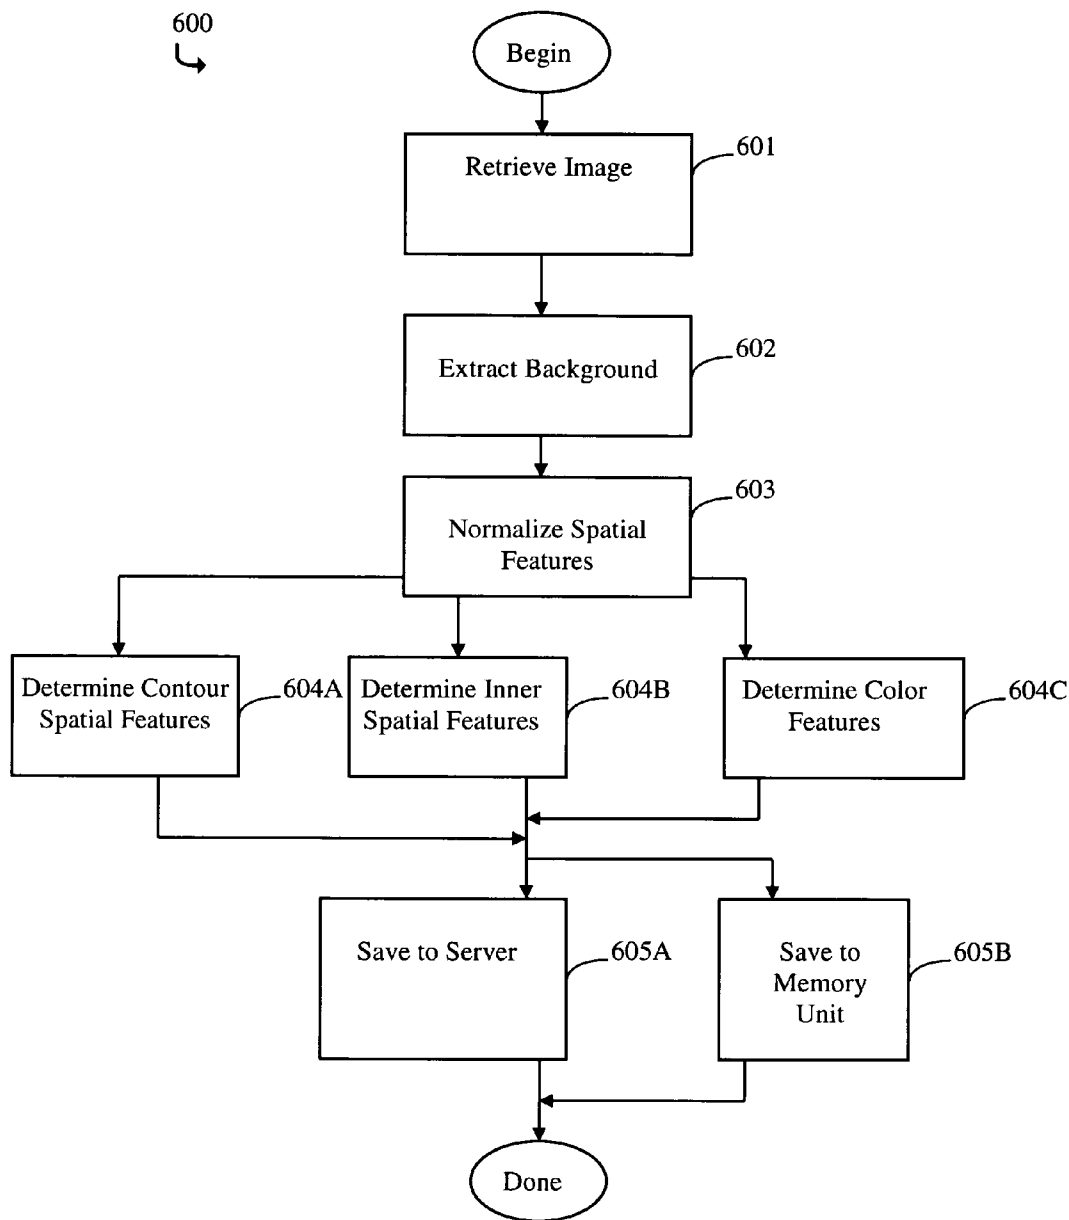 600
Begin
601
Retrieve Image
602
Extract Background
603
Normalize Spatial
Features
Determine Contour
Spatial Features
604A
Determine Inner
Spatial Features
604B
Determine Color
Features
604C
Save to Server
605A
Save to
Memory
Unit
605B
Done